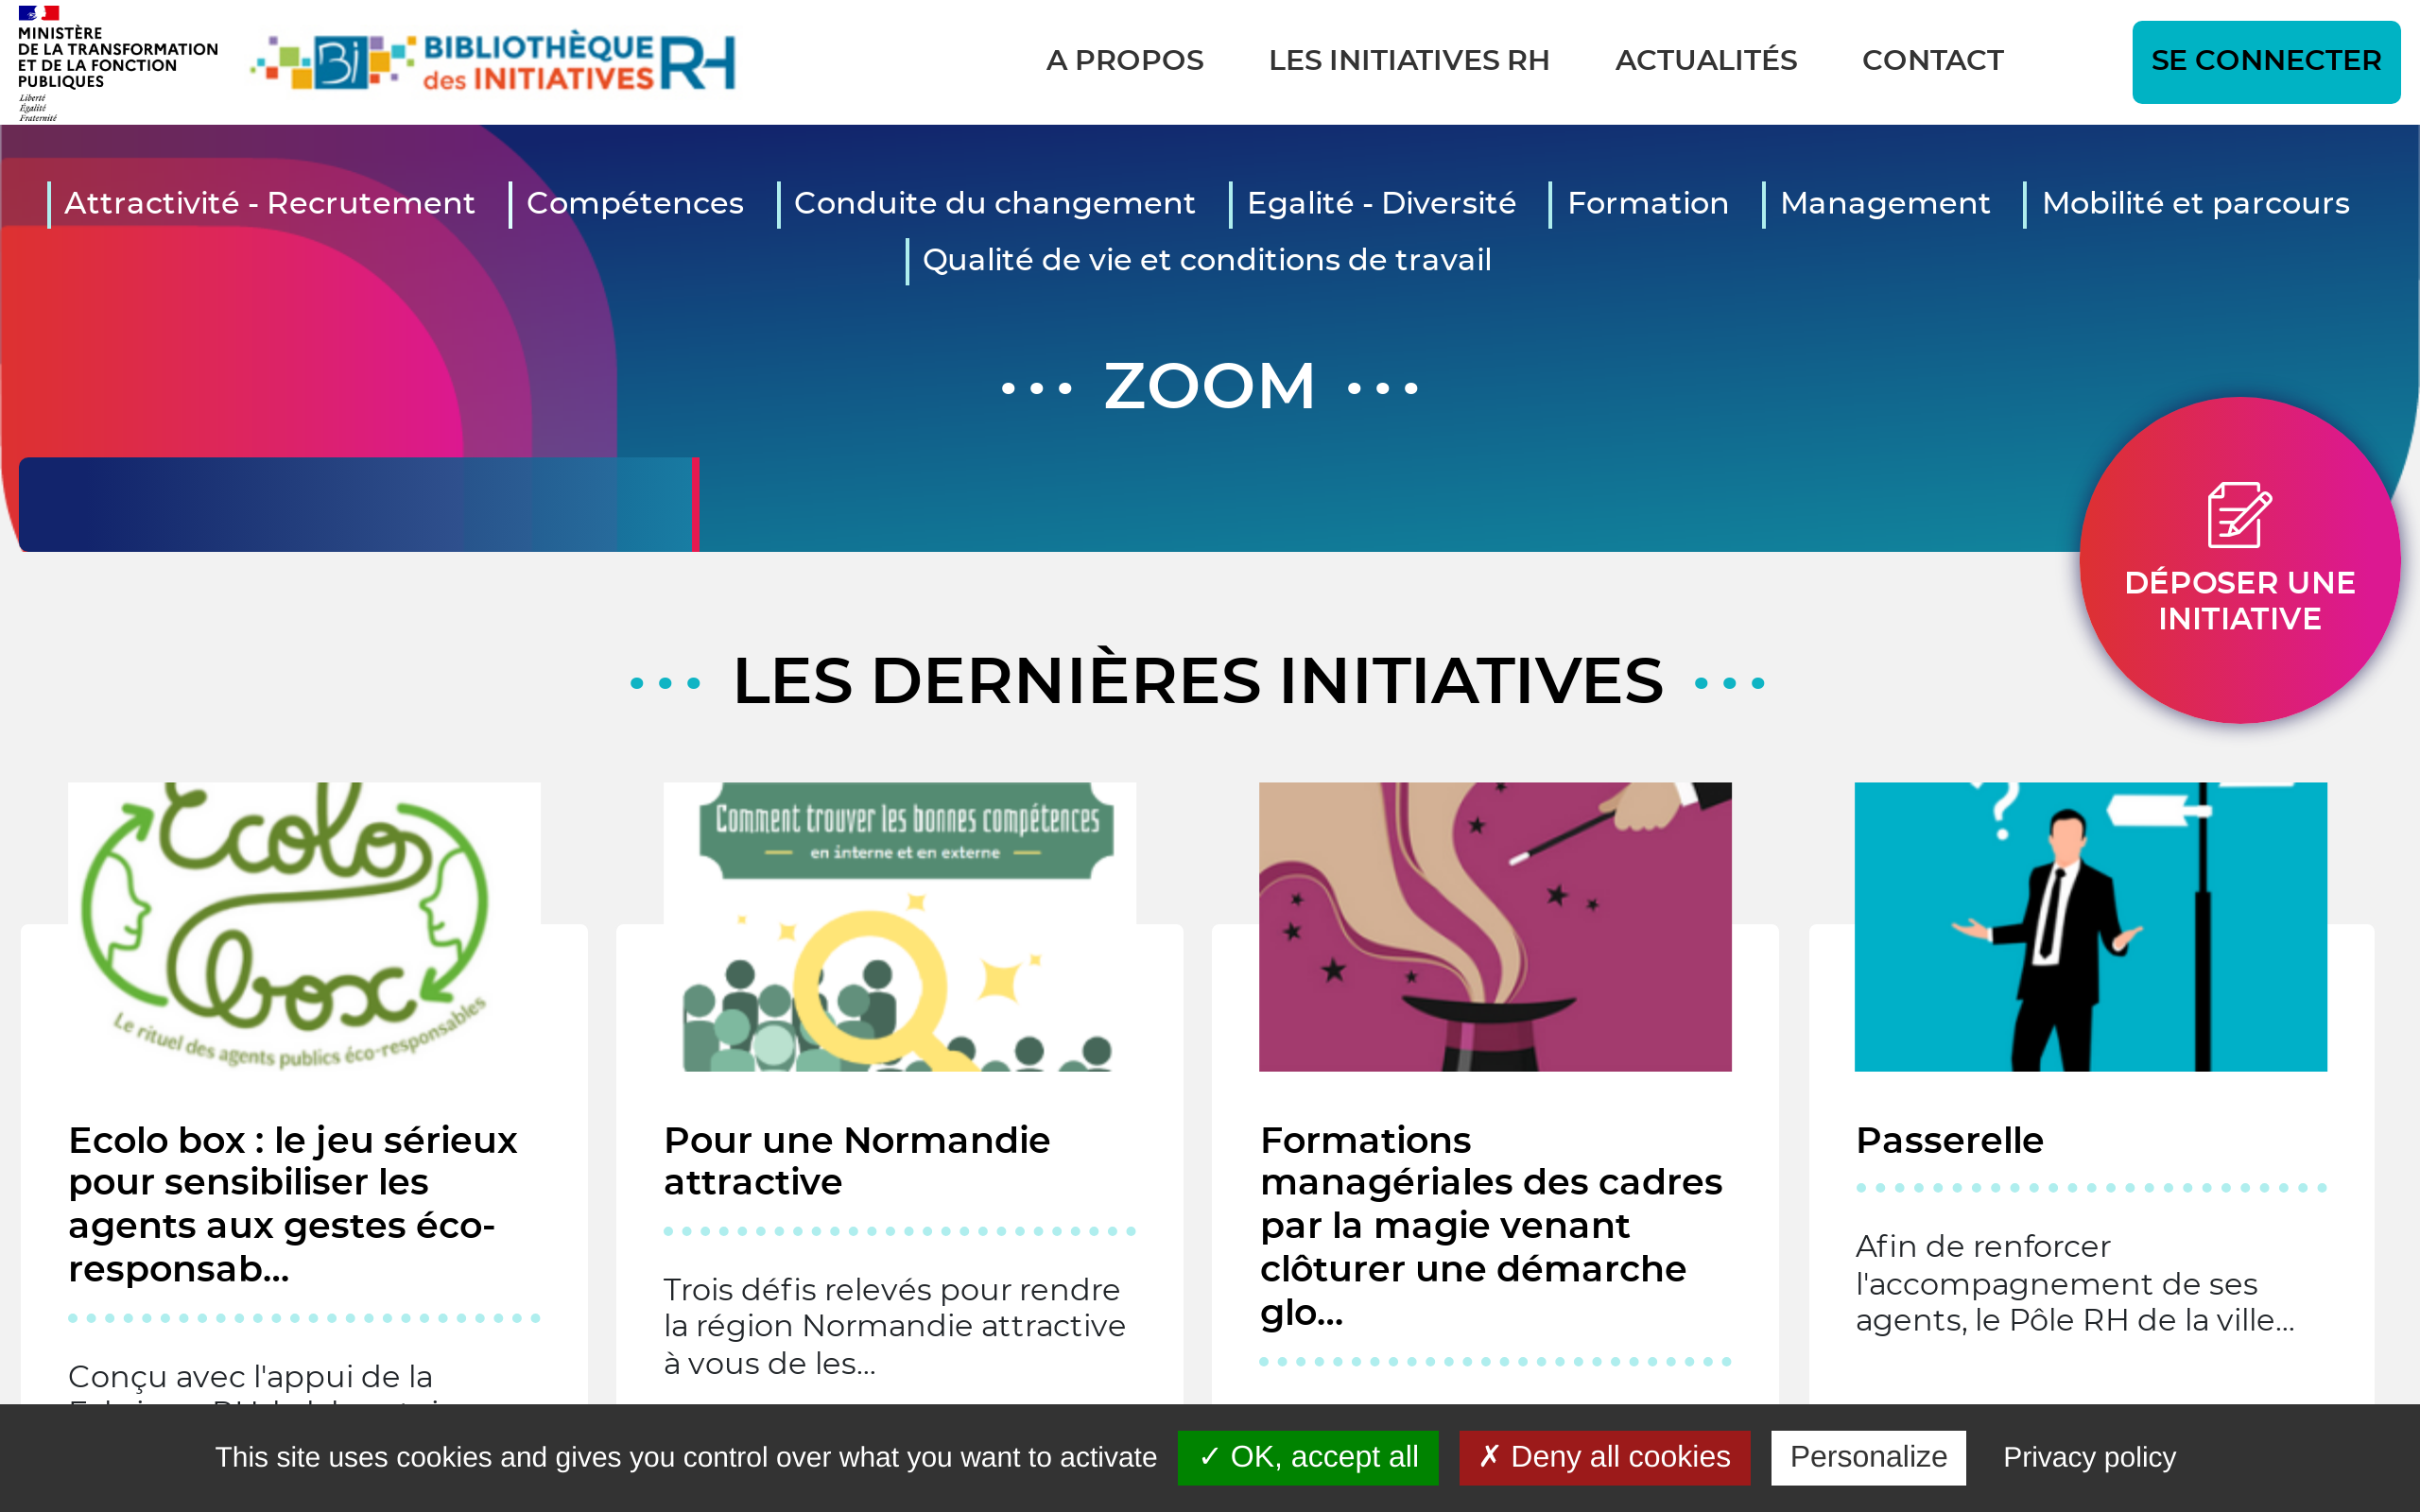 MINISTÈRE
DE LA TRANSFORMATION
ET DE LA FONCTION
PUBLIQUES
Liberté
Égalité
Fraternité
Bi BIBLIOTHÈQUE
des INITIATIVES RH
A PROPOS
LES INITIATIVES RH
ACTUALITÉS
CONTACT
SE CONNECTER
Attractivité - Recrutement
Compétences
Conduite du changement
Egalité - Diversité
Formation
Management
Mobilité et parcours
Qualité de vie et conditions de travail
ZOOM
DÉPOSER UNE
INITIATIVE
LES DERNIÈRES INITIATIVES
Ecolo
box
Le rituel des agents publics éco-responsables
Ecolo box : le jeu sérieux
pour sensibiliser les
agents aux gestes éco-
responsab...
Conçu avec l'appui de la
Comment trouver les bonnes compétences
en interne et en externe
Pour une Normandie
attractive
Trois défis relevés pour rendre
la région Normandie attractive
à vous de les...
Formations
managériales des cadres
par la magie venant
clôturer une démarche
glo...
?
Passerelle
Afin de renforcer
l'accompagnement de ses
agents, le Pôle RH de la ville...
This site uses cookies and gives you control over what you want to activate
✓ OK, accept all
✗ Deny all cookies
Personalize
Privacy policy